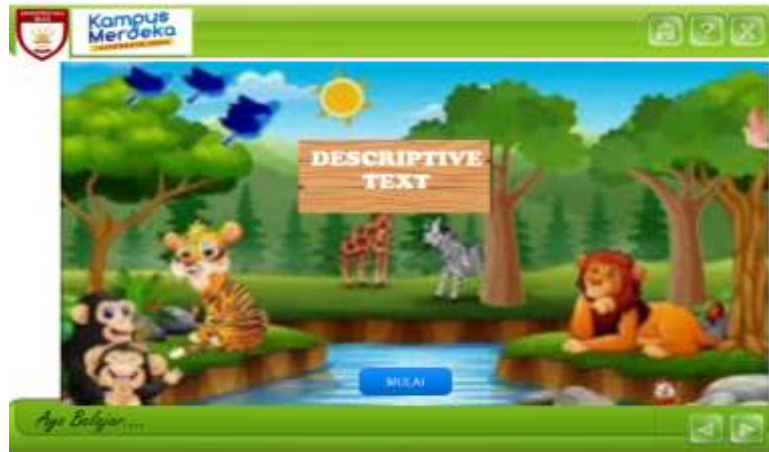 Kampus
Merdeka
DESCRIPTIVE
TEXT
MULAI
Ayo Belajar....